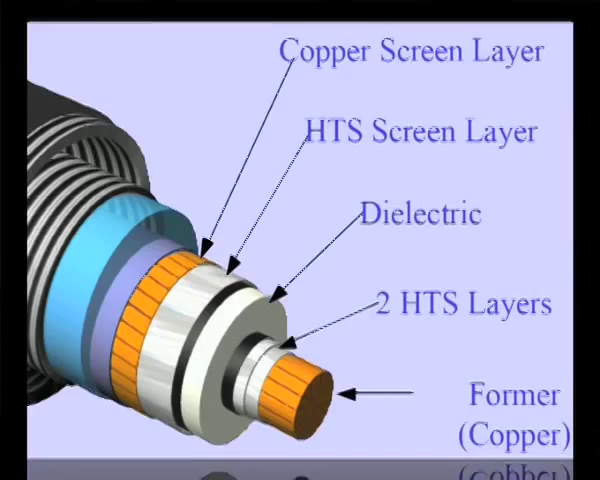 Copper Screen Layer
HTS Screen Layer
Dielectric
2 HTS Layers
Former
(Copper)